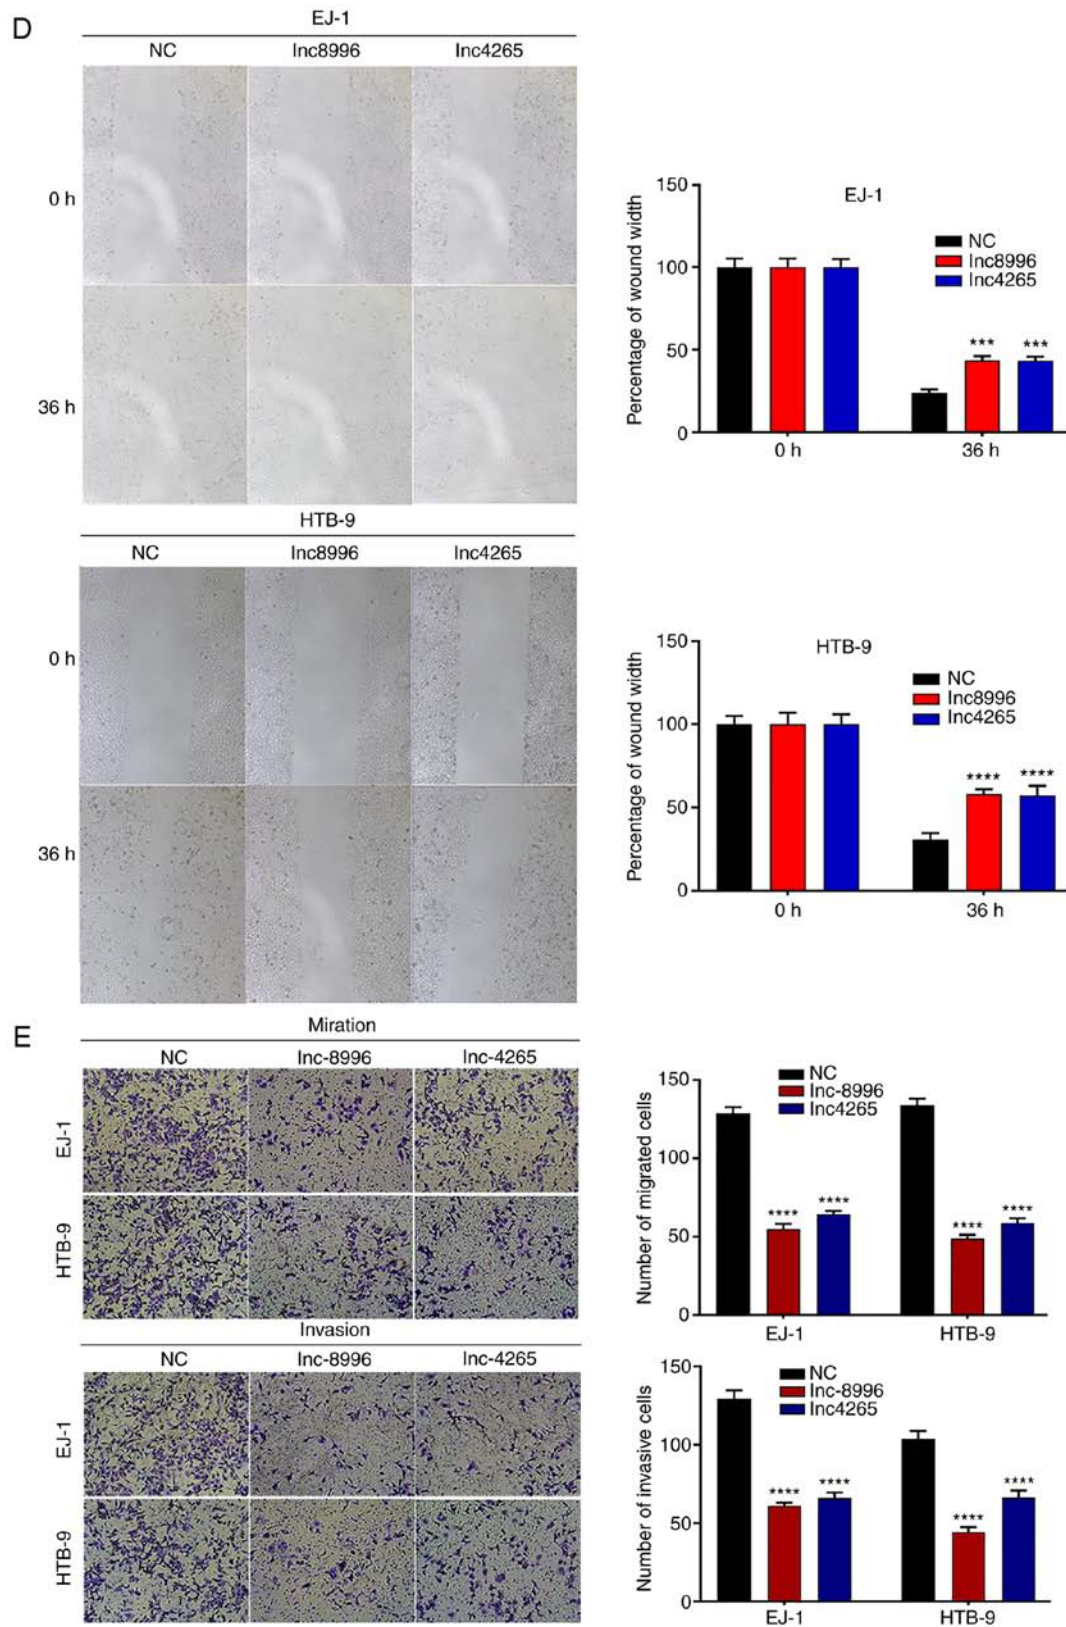 D
EJ-1
NC lnc8996 lnc4265
0 h
36 h
150
100
50
0
Percentage of wound width
EJ-1
NC
lnc8996
lnc4265
*** ***
0 h 36 h
HTB-9
NC lnc8996 lnc4265
0 h
36 h
150
100
50
0
Percentage of wound width
HTB-9
NC
lnc8996
lnc4265
**** ****
0 h 36 h
E
Miration
NC lnc-8996 lnc-4265
EJ-1
HTB-9
150
100
50
0
Number of migrated cells
NC
lnc-8996
lnc4265
**** **** **** ****
EJ-1 HTB-9
Invasion
NC lnc-8996 lnc-4265
EJ-1
HTB-9
150
100
50
0
Number of invasive cells
NC
lnc-8996
lnc4265
**** **** **** ****
EJ-1 HTB-9